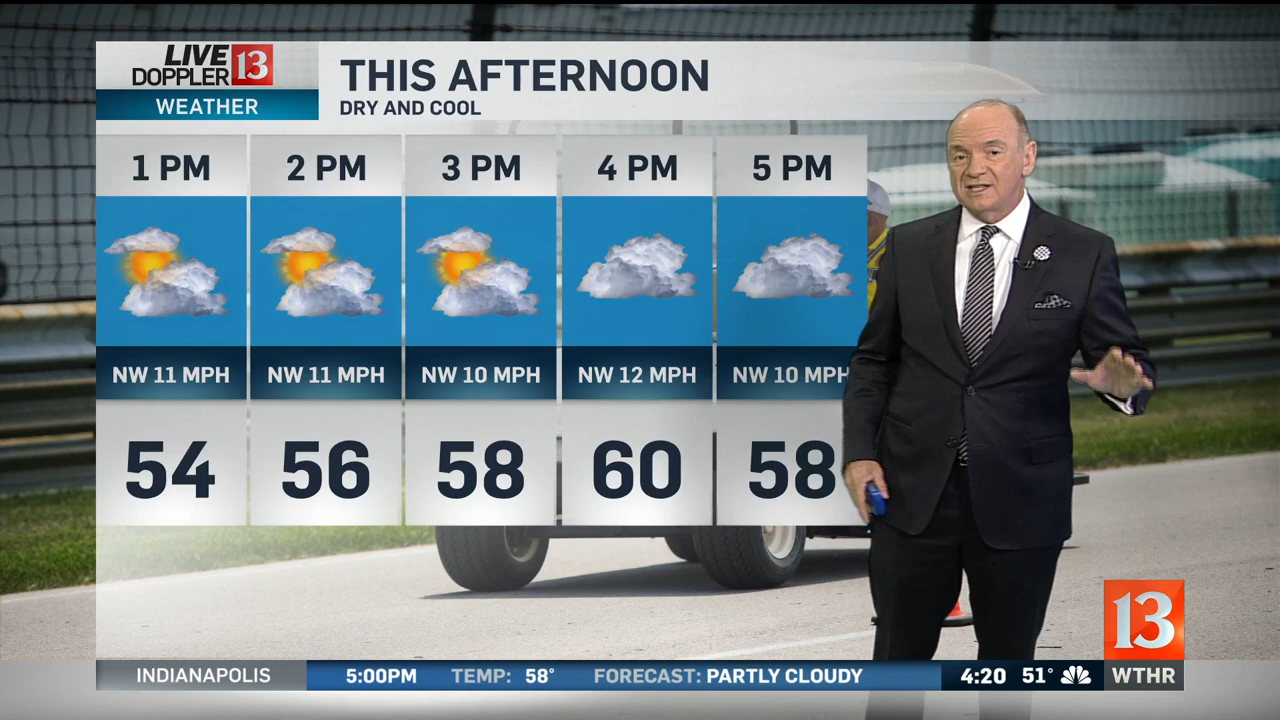 LIVE
DOPPLER 13
WEATHER
THIS AFTERNOON
DRY AND COOL
1 PM 2 PM 3 PM 4 PM 5 PM
NW 11 MPH NW 11 MPH NW 10 MPH NW 12 MPH NW 10 MPH
54 56 58 60 58
13
INDIANAPOLIS 5:00PM TEMP: 58° FORECAST: PARTLY CLOUDY 4:20 51° WTHR